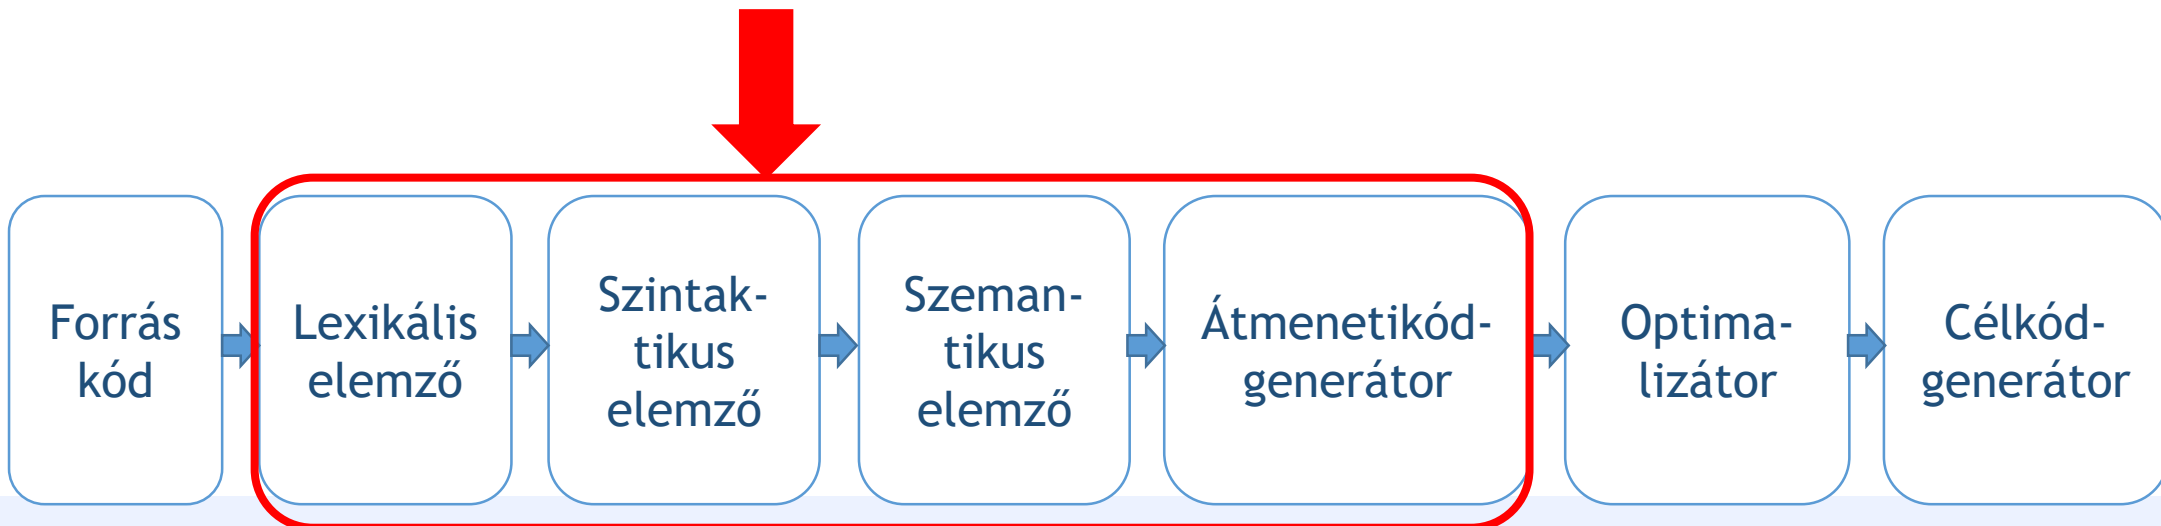 Forrás
kód
Lexikális
elemző
Szintak-
tikus
elemző
Szeman-
tikus
elemző
Átmenetikód-
generátor
Optima-
lizátor
Célkód-
generátor